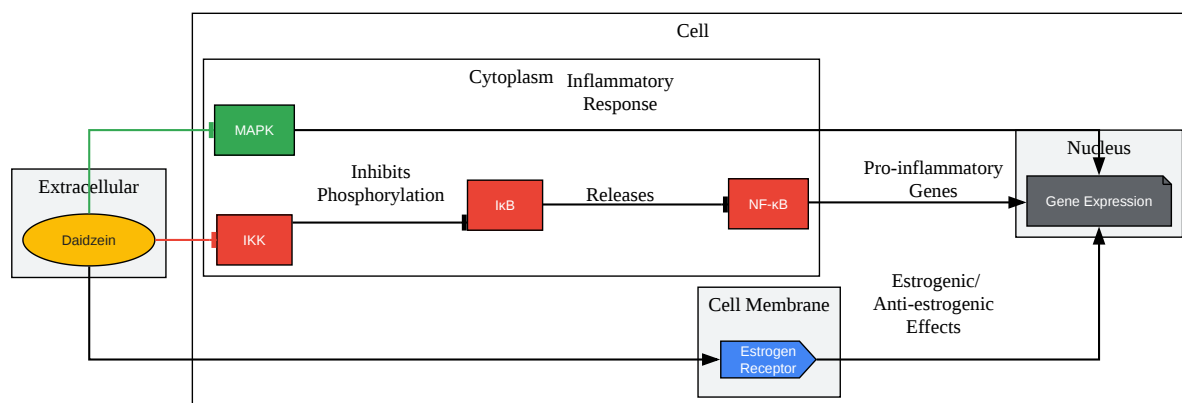 Cell
Cytoplasm
Inflammatory
Response
MAPK
Nucleus
Extracellular
Inhibits
Phosphorylation
IκB
Releases
NF-κB
Pro-inflammatory
Genes
Gene Expression
Daidzein
IKK
Cell Membrane
Estrogenic/
Anti-estrogenic
Effects
Estrogen
Receptor